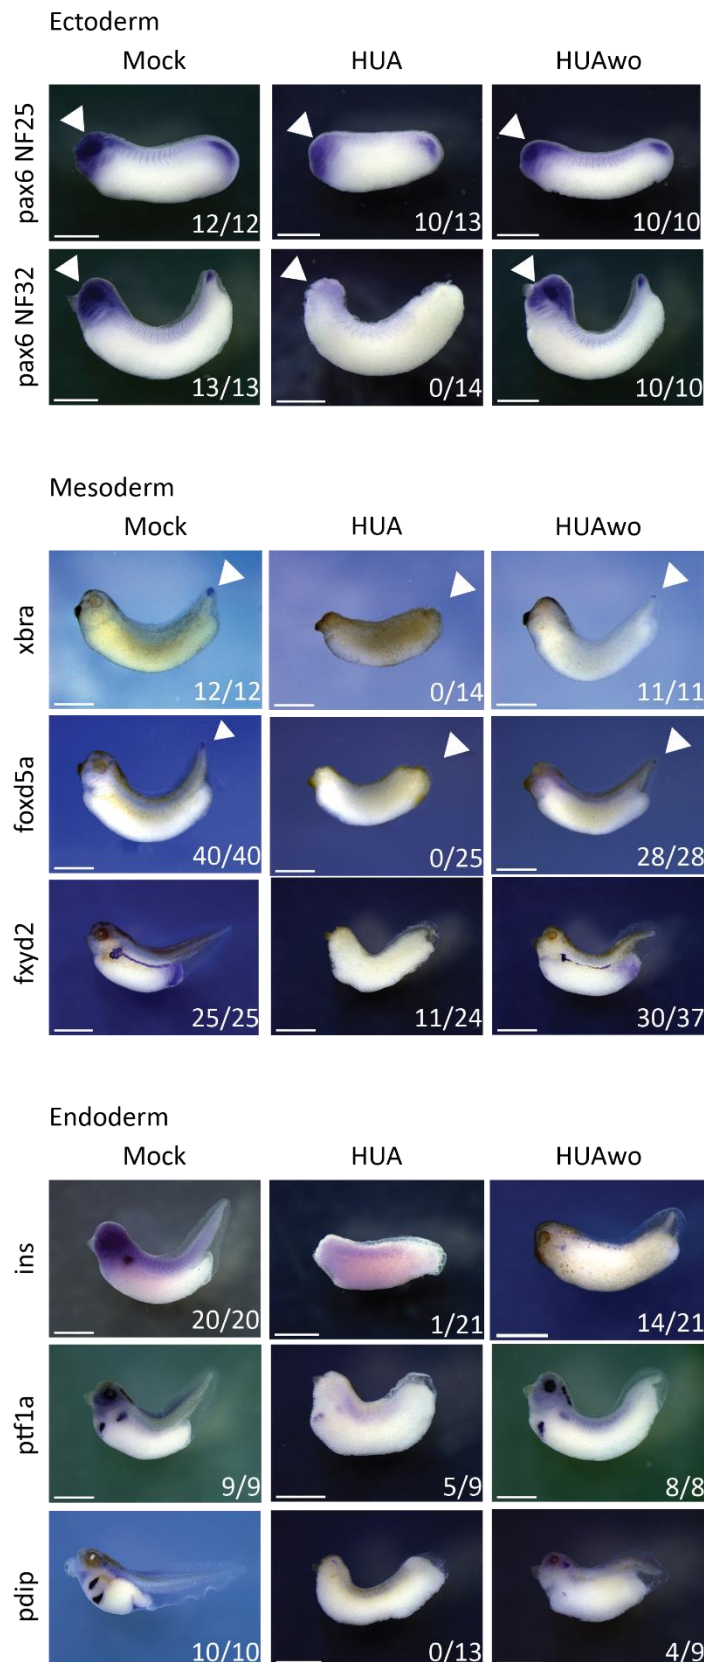 Ectoderm
Mock HUA HUAwo
pax6 NF25 12/12 10/13 10/10
pax6 NF32 13/13 0/14 10/10
Mesoderm
Mock HUA HUAwo
xbra 12/12 0/14 11/11
foxd5a 40/40 0/25 28/28
fxyd2 25/25 11/24 30/37
Endoderm
Mock HUA HUAwo
ins 20/20 1/21 14/21
ptf1a 9/9 5/9 8/8
pdip 10/10 0/13 4/9